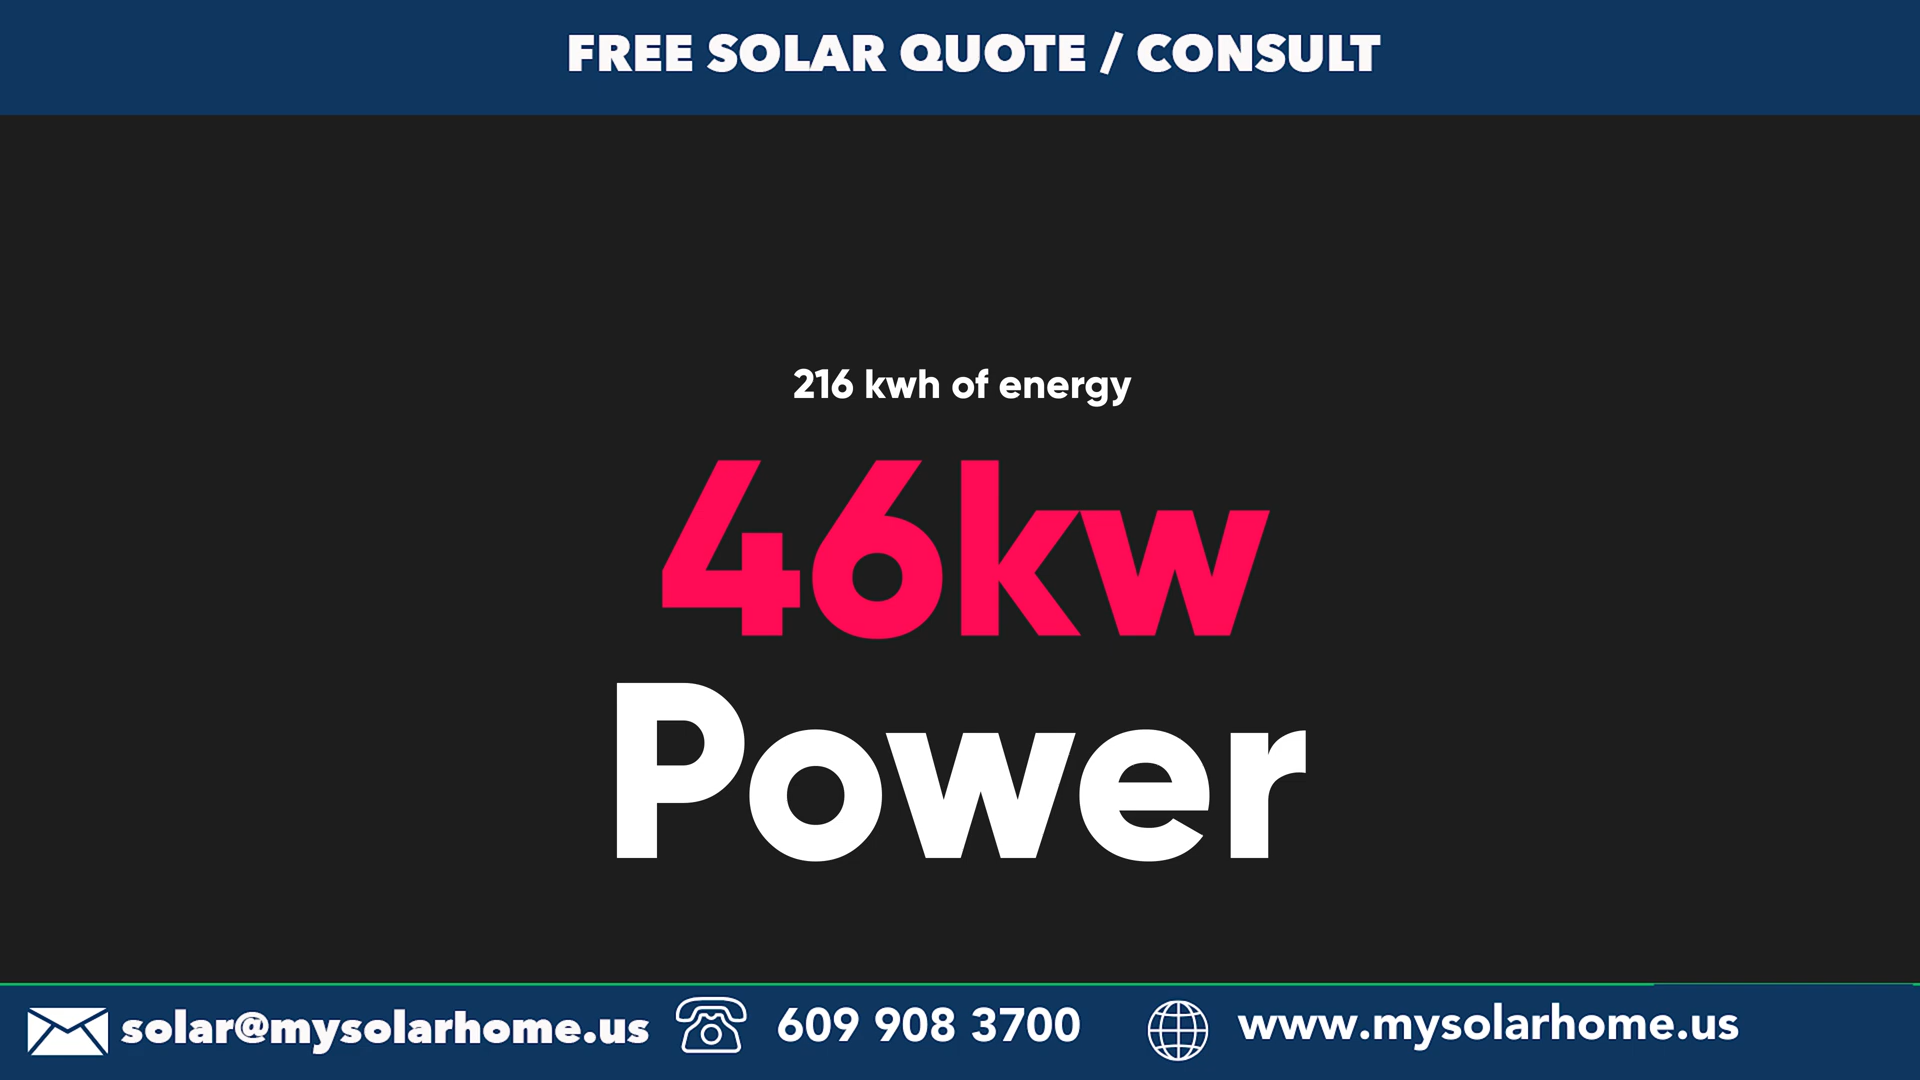 FREE SOLAR QUOTE / CONSULT
216 kwh of energy
46kw
Power
solar@mysolarhome.us 609 908 3700 www.mysolarhome.us